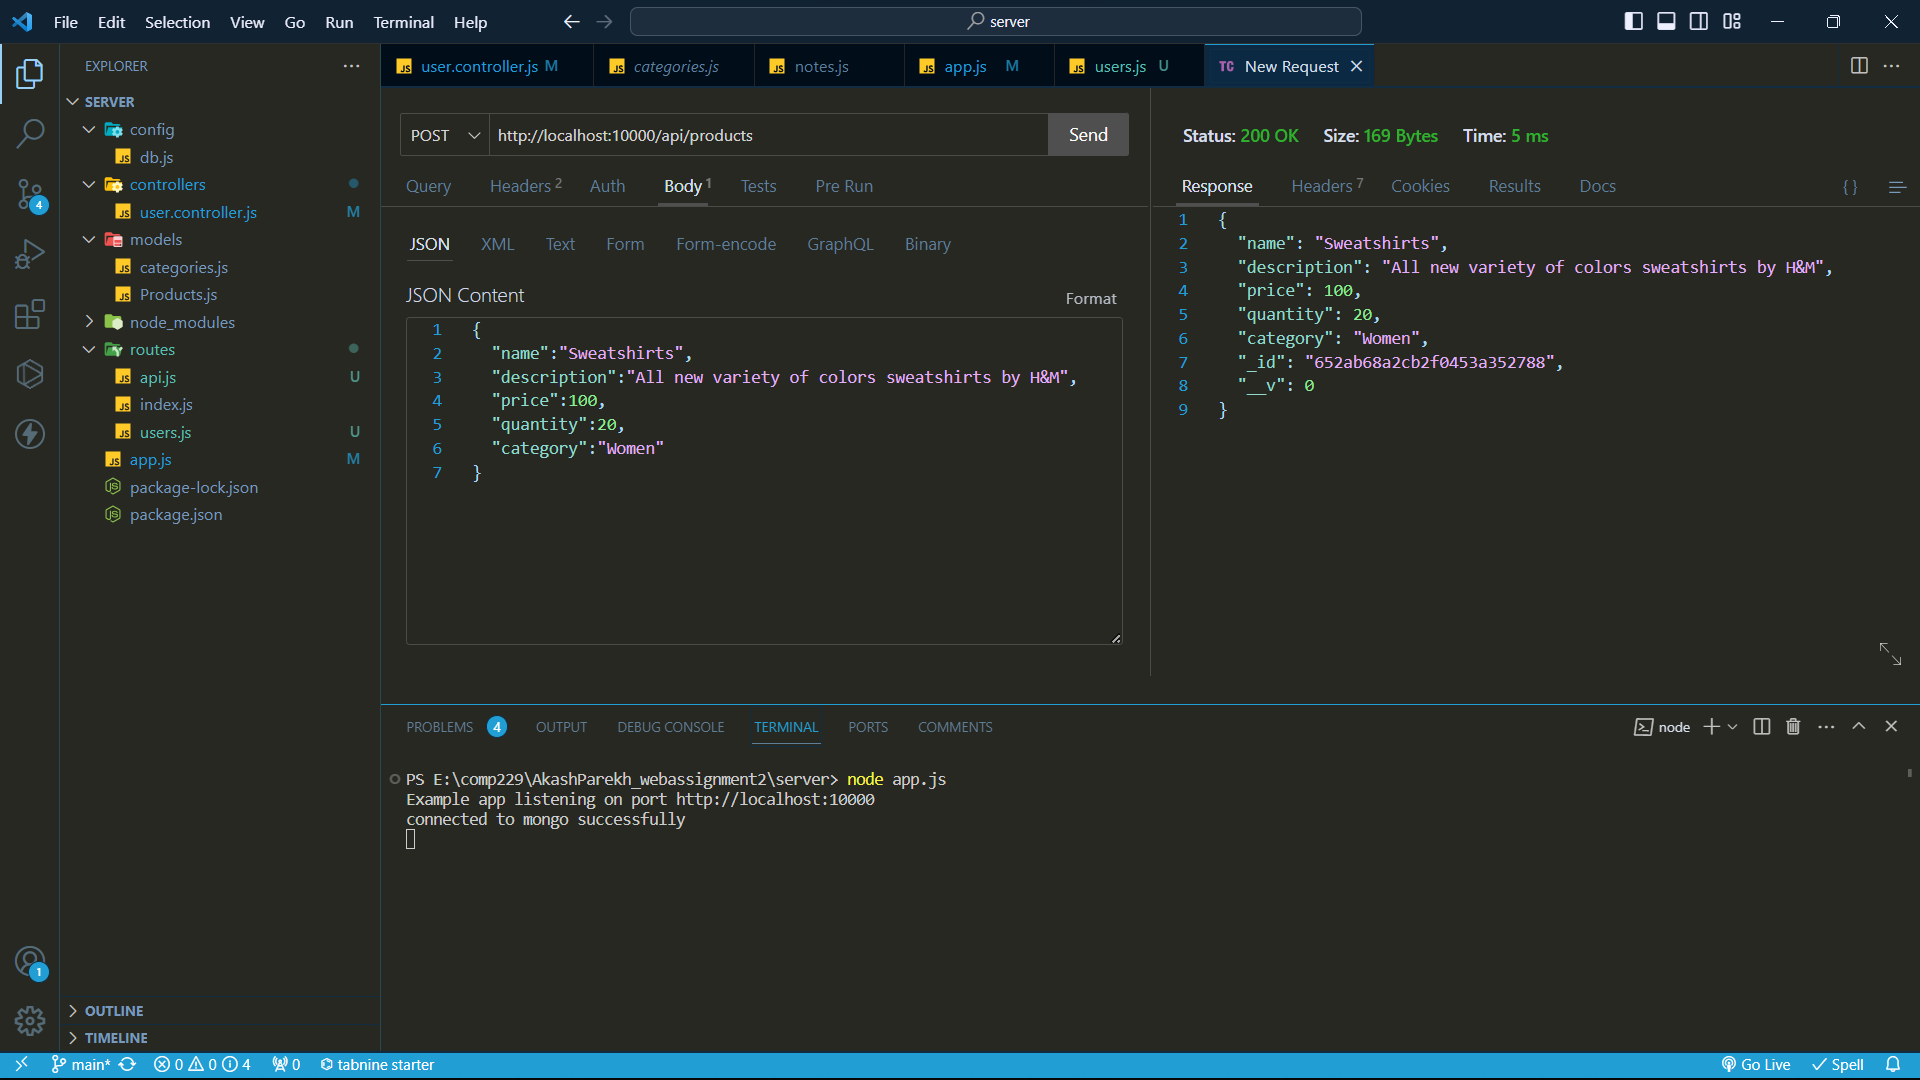 File Edit Selection View Go Run Terminal Help
server
EXPLORER
SERVER
config
db.js
controllers
user.controller.js M
models
categories.js
Products.js
node_modules
routes
api.js U
index.js
users.js U
app.js M
package-lock.json
package.json
OUTLINE
TIMELINE
4
1
user.controller.js M
categories.js
notes.js
app.js M
users.js U
TC New Request
POST http://localhost:10000/api/products Send
Query Headers 2 Auth Body 1 Tests Pre Run
JSON XML Text Form Form-encode GraphQL Binary
JSON Content
Format
1 {
2 "name":"Sweatshirts",
3 "description":"All new variety of colors sweatshirts by H&M",
4 "price":100,
5 "quantity":20,
6 "category":"Women"
7 }
Status: 200 OK Size: 169 Bytes Time: 5 ms
Response Headers 7 Cookies Results Docs { }
1 {
2 "name": "Sweatshirts",
3 "description": "All new variety of colors sweatshirts by H&M",
4 "price": 100,
5 "quantity": 20,
6 "category": "Women",
7 "_id": "652ab68a2cb2f0453a352788",
8 "__v": 0
9 }
PROBLEMS 4 OUTPUT DEBUG CONSOLE TERMINAL PORTS COMMENTS
node
PS E:\comp229\AkashParekh_webassignment2\server> node app.js
Example app listening on port http://localhost:10000
connected to mongo successfully
main* 0 0 4 0 tabnine starter
Go Live Spell